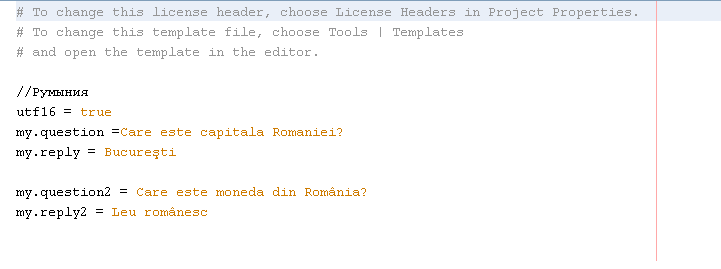 # To change this license header, choose License Headers in Project Properties.
# To change this template file, choose Tools | Templates
# and open the template in the editor.
//Румыния
utf16 = true
my.question =Care este capitala Romaniei?
my.reply = Bucureşti
my.question2 = Care este moneda din România?
my.reply2 = Leu românesc